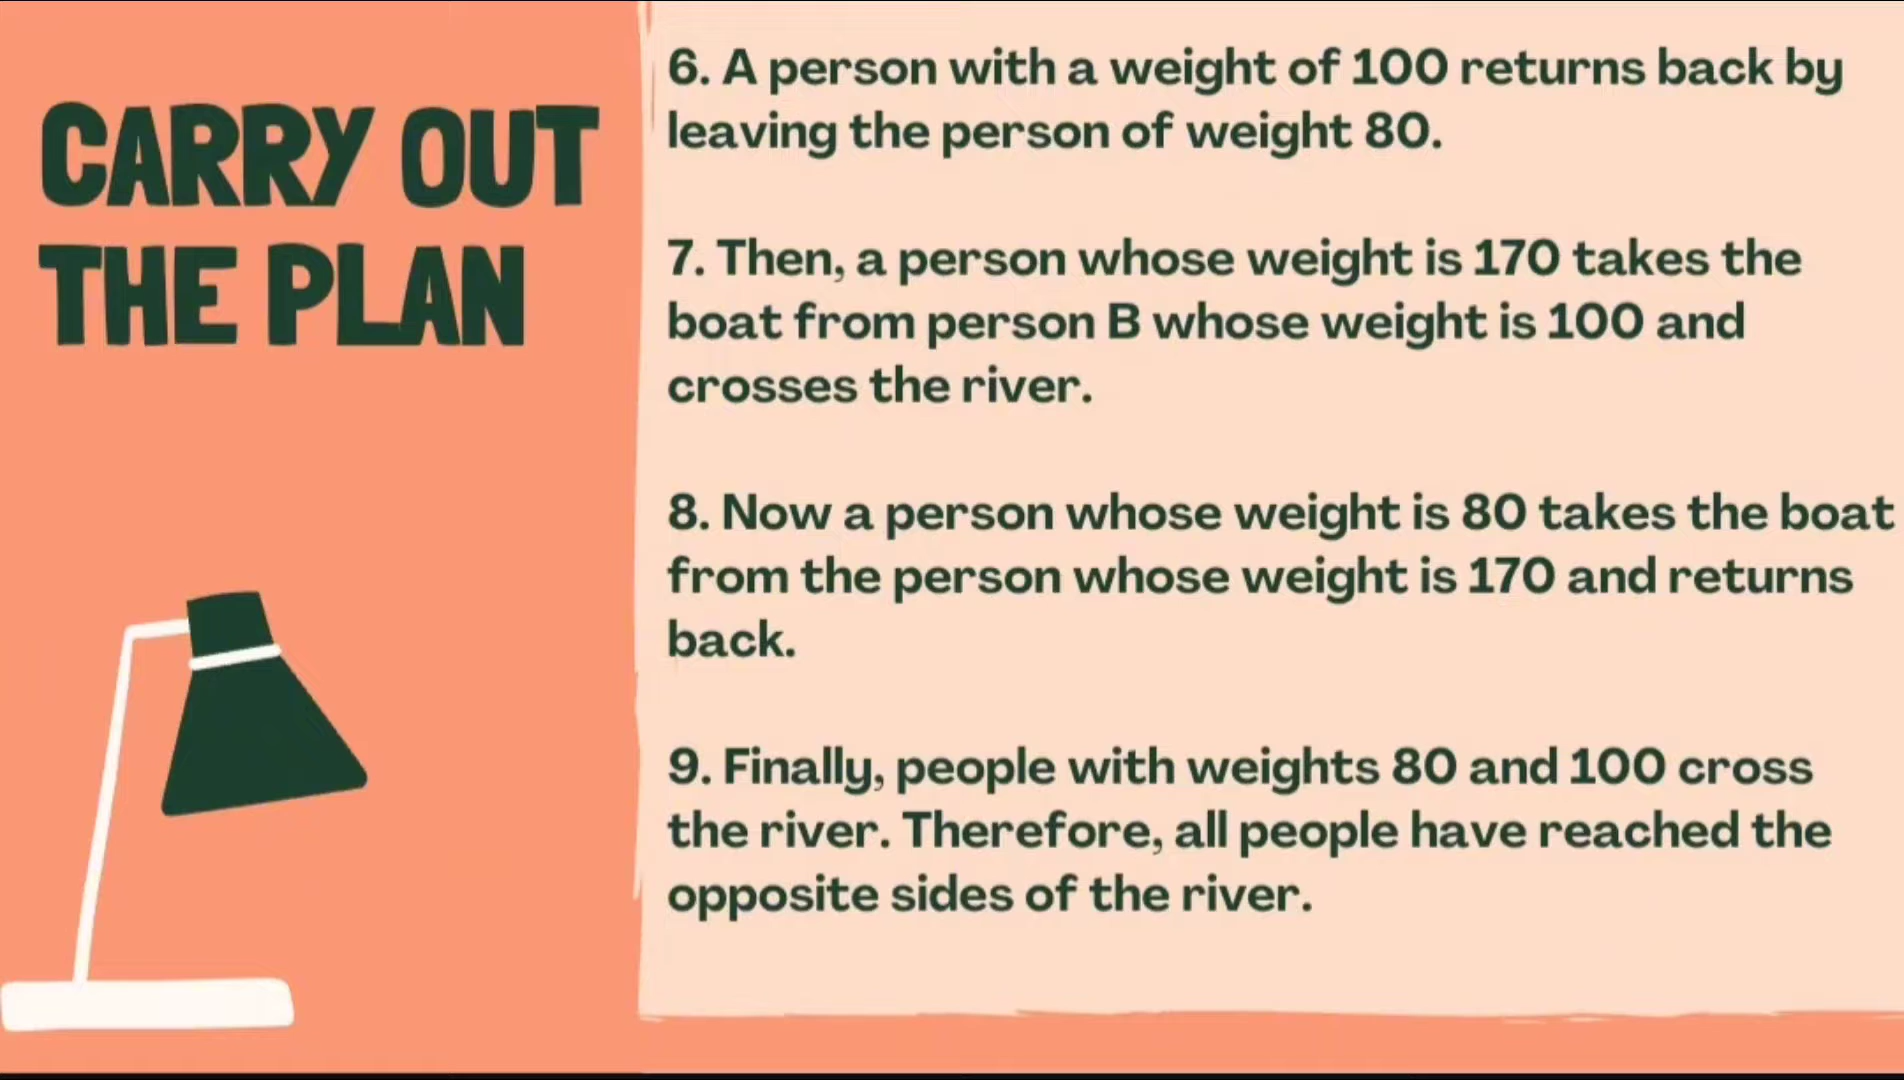 CARRY OUT
THE PLAN
6. A person with a weight of 100 returns back by
leaving the person of weight 80.
7. Then, a person whose weight is 170 takes the
boat from person B whose weight is 100 and
crosses the river.
8. Now a person whose weight is 80 takes the boat
from the person whose weight is 170 and returns
back.
9. Finally, people with weights 80 and 100 cross
the river. Therefore, all people have reached the
opposite sides of the river.